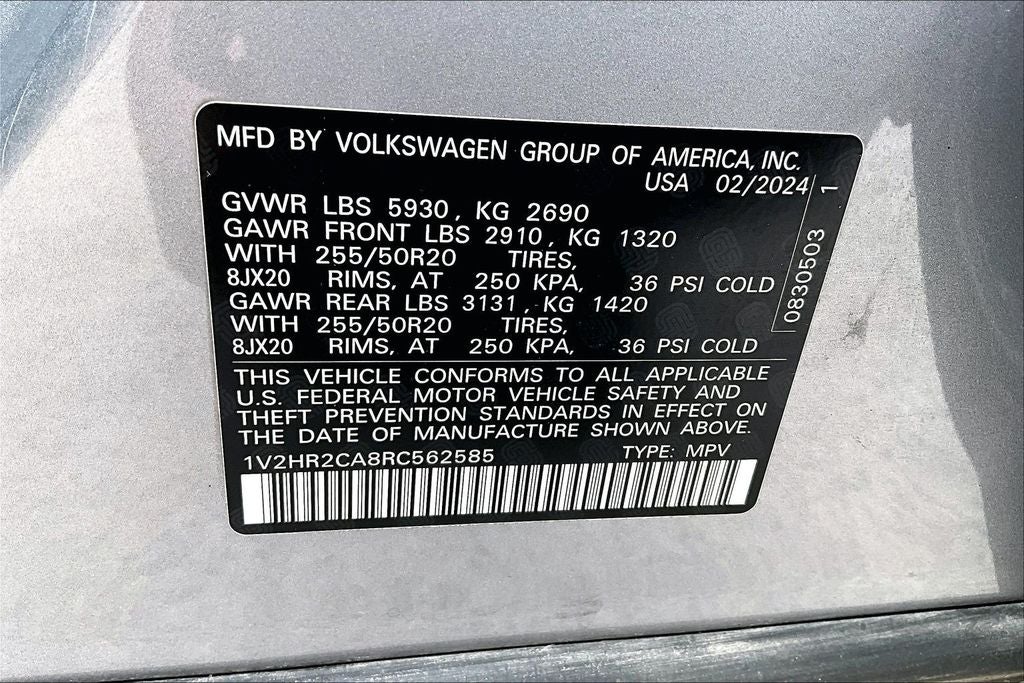 MFD BY VOLKSWAGEN GROUP OF AMERICA, INC.
USA 02/2024
GVWR LBS 5930, KG 2690
GAWR FRONT LBS 2910, KG 1320
WITH 255/50R20 TIRES,
8JX20 RIMS, AT 250 KPA, 36 PSI COLD
GAWR REAR LBS 3131, KG 1420
WITH 255/50R20 TIRES,
8JX20 RIMS, AT 250 KPA, 36 PSI COLD
0830503 1
THIS VEHICLE CONFORMS TO ALL APPLICABLE
U.S. FEDERAL MOTOR VEHICLE SAFETY AND
THEFT PREVENTION STANDARDS IN EFFECT ON
THE DATE OF MANUFACTURE SHOWN ABOVE.
1V2HR2CA8RC562585 TYPE: MPV